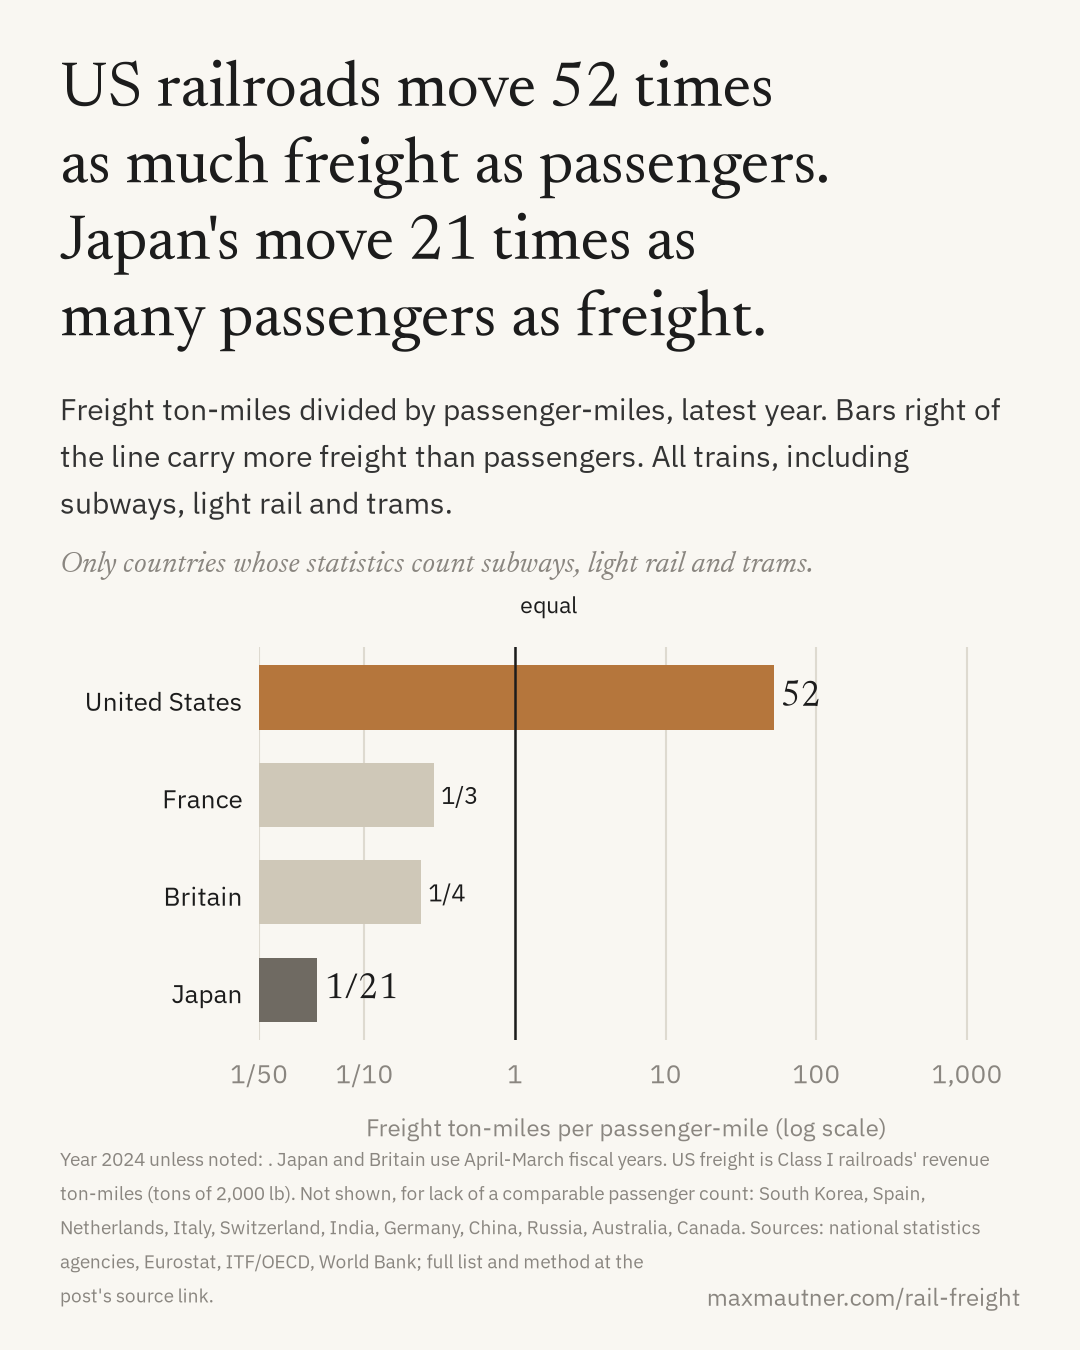 US railroads move 52 times
as much freight as passengers.
Japan's move 21 times as
many passengers as freight.
Freight ton-miles divided by passenger-miles, latest year. Bars right of
the line carry more freight than passengers. All trains, including
subways, light rail and trams.
Only countries whose statistics count subways, light rail and trams.
equal
United States 52
France 1/3
Britain 1/4
Japan 1/21
1/50 1/10 1 10 100 1,000
Freight ton-miles per passenger-mile (log scale)
Year 2024 unless noted: . Japan and Britain use April-March fiscal years. US freight is Class I railroads' revenue
ton-miles (tons of 2,000 lb). Not shown, for lack of a comparable passenger count: South Korea, Spain,
Netherlands, Italy, Switzerland, India, Germany, China, Russia, Australia, Canada. Sources: national statistics
agencies, Eurostat, ITF/OECD, World Bank; full list and method at the
post's source link.
maxmautner.com/rail-freight